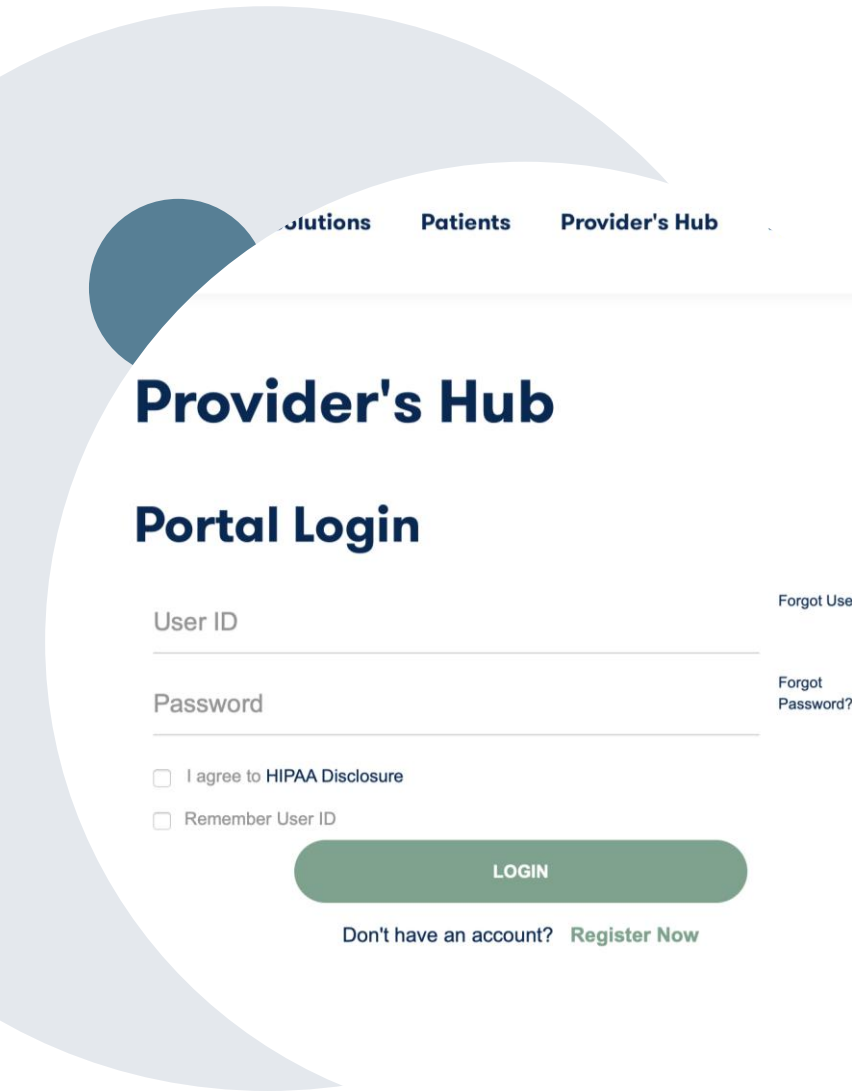 Patients Provider's Hub
Provider's Hub
Portal Login
User ID
Forgot
Password
Forgot
Password?
I agree to HIPAA Disclosure
Remember User ID
LOGIN
Don't have an account? Register Now